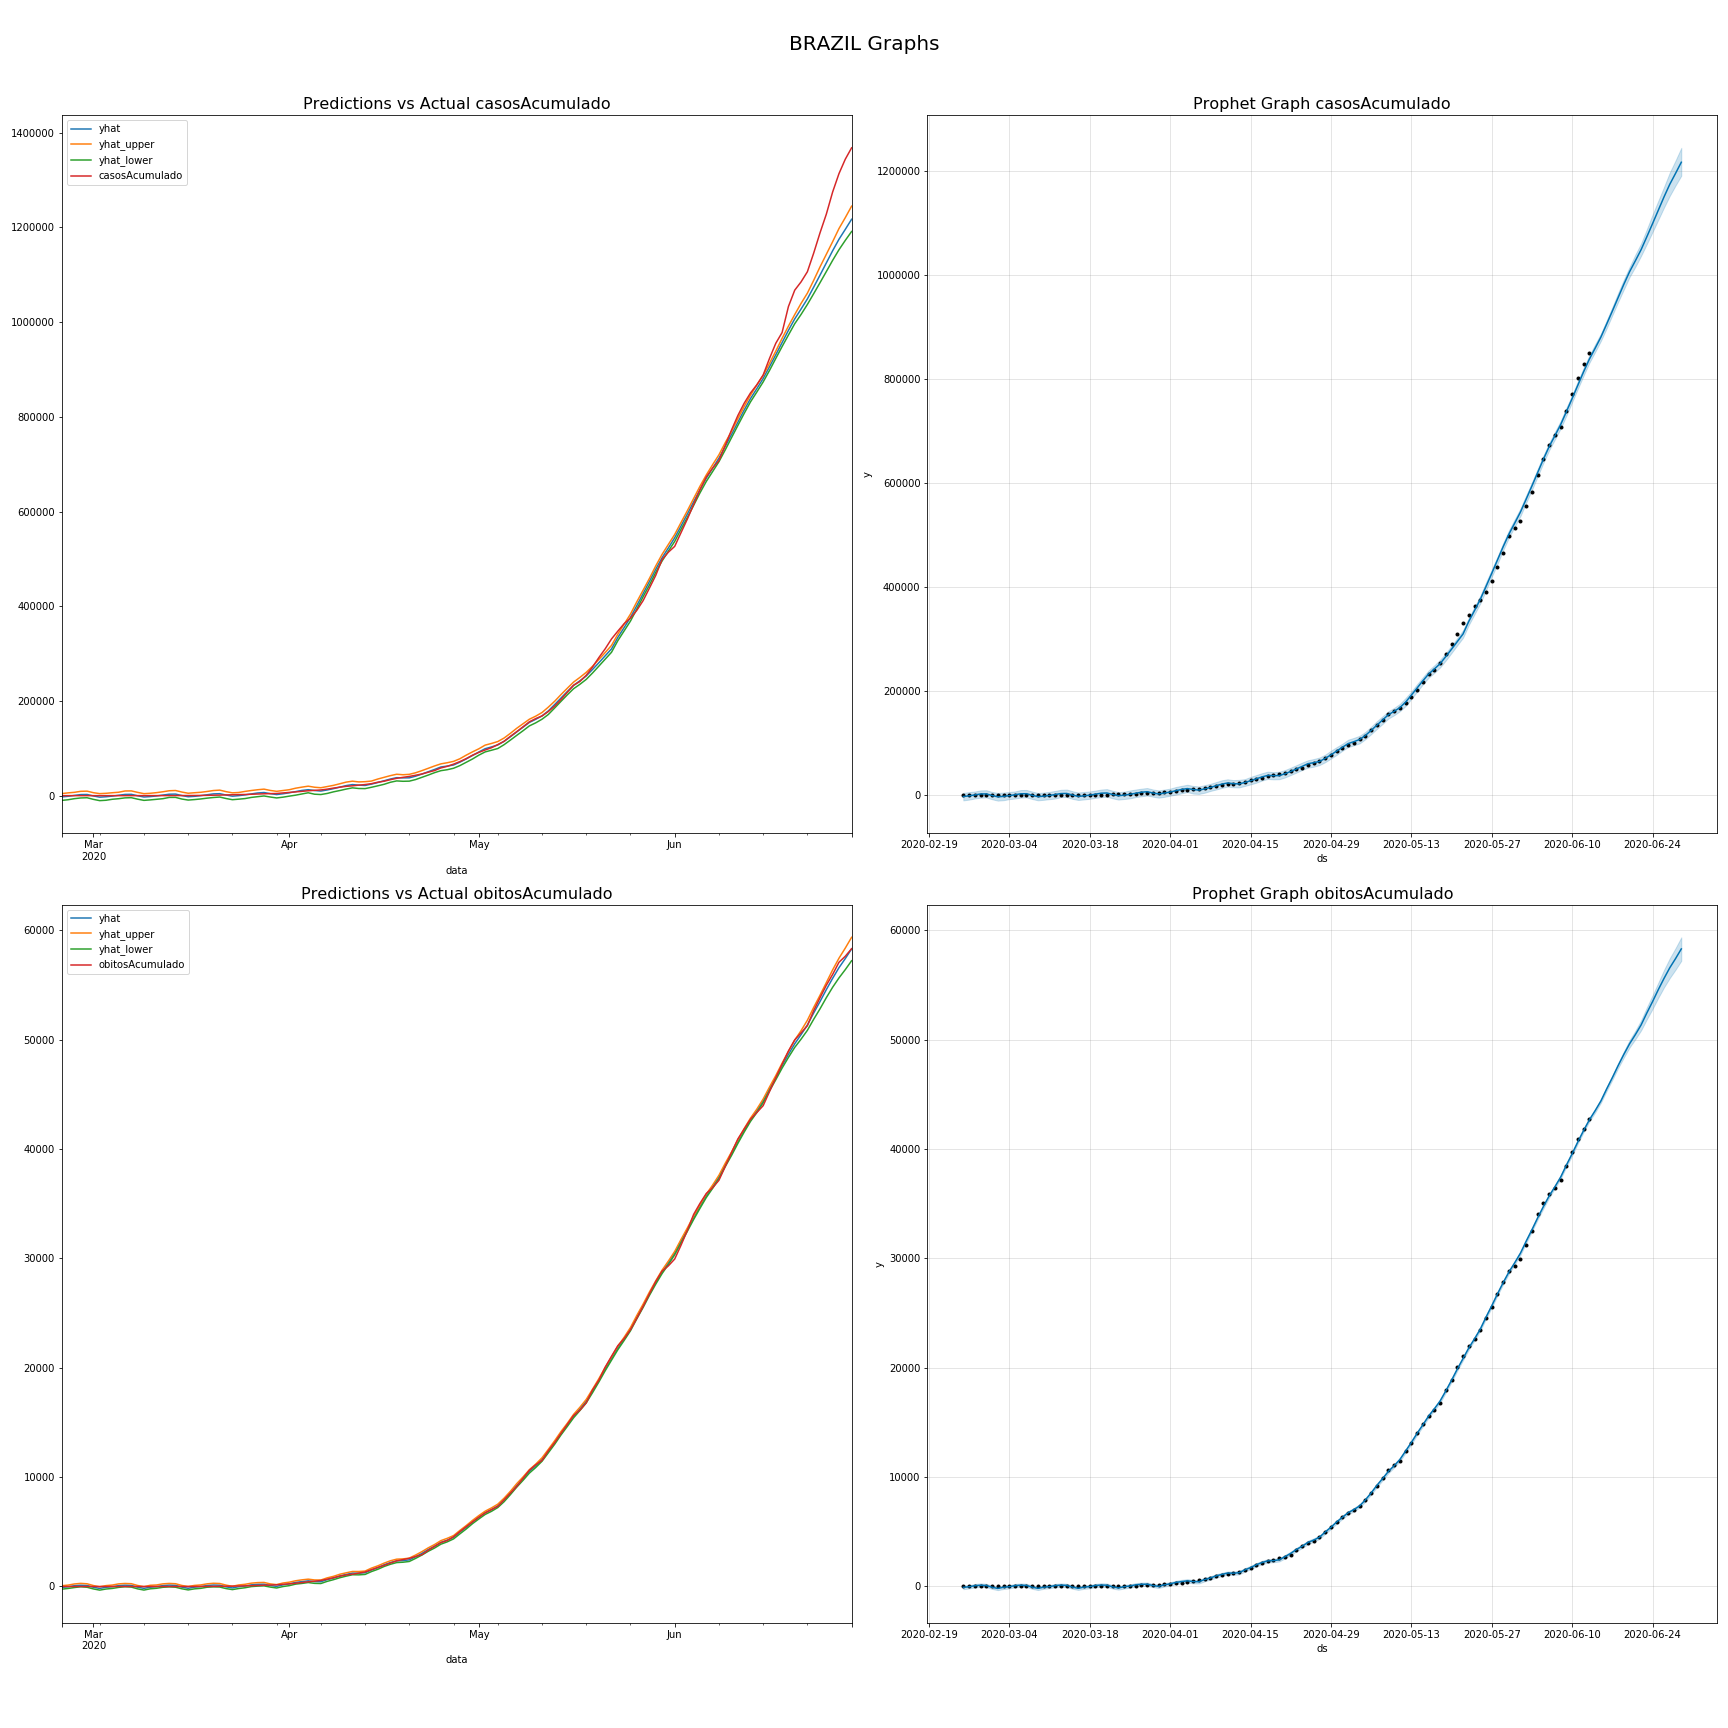 BRAZIL Graphs
Predictions vs Actual casosAcumulado
yhat
yhat_upper
yhat_lower
casosAcumulado
1400000
1200000
1000000
800000
600000
400000
200000
0
Mar
2020
Apr
May
Jun
data
Prophet Graph casosAcumulado
1200000
1000000
800000
600000
400000
200000
0
y
2020-02-19
2020-03-04
2020-03-18
2020-04-01
2020-04-15
2020-04-29
2020-05-13
2020-05-27
2020-06-10
2020-06-24
ds
Predictions vs Actual obitosAcumulado
yhat
yhat_upper
yhat_lower
obitosAcumulado
60000
50000
40000
30000
20000
10000
0
Mar
2020
Apr
May
Jun
data
Prophet Graph obitosAcumulado
60000
50000
40000
30000
20000
10000
0
y
2020-02-19
2020-03-04
2020-03-18
2020-04-01
2020-04-15
2020-04-29
2020-05-13
2020-05-27
2020-06-10
2020-06-24
ds